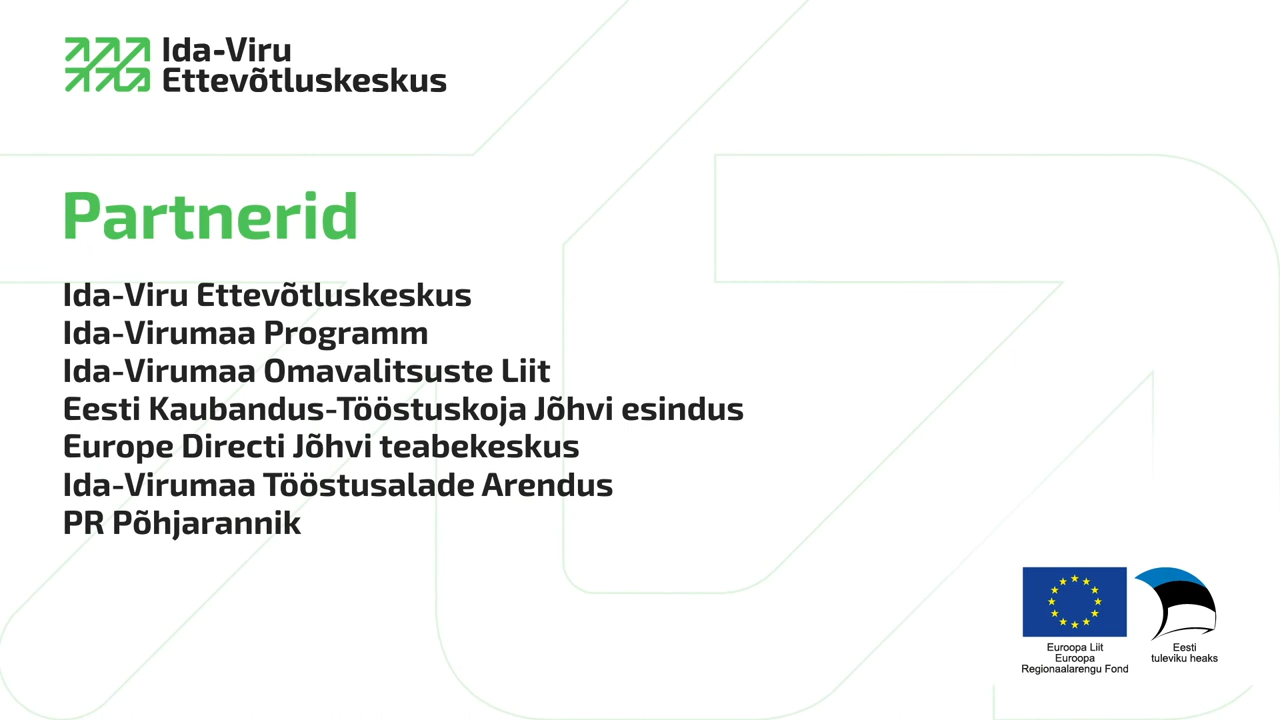 Ida-Viru
Ettevõtluskeskus
Partnerid
Ida-Viru Ettevõtluskeskus
Ida-Virumaa Programm
Ida-Virumaa Omavalitsuste Liit
Eesti Kaubandus-Tööstuskoja Jõhvi esindus
Europe Directi Jõhvi teabekeskus
Ida-Virumaa Tööstusalade Arendus
PR Põhjarannik
Euroopa Liit
Euroopa
Regionaalarengu Fond
Eesti
tuleviku heaks